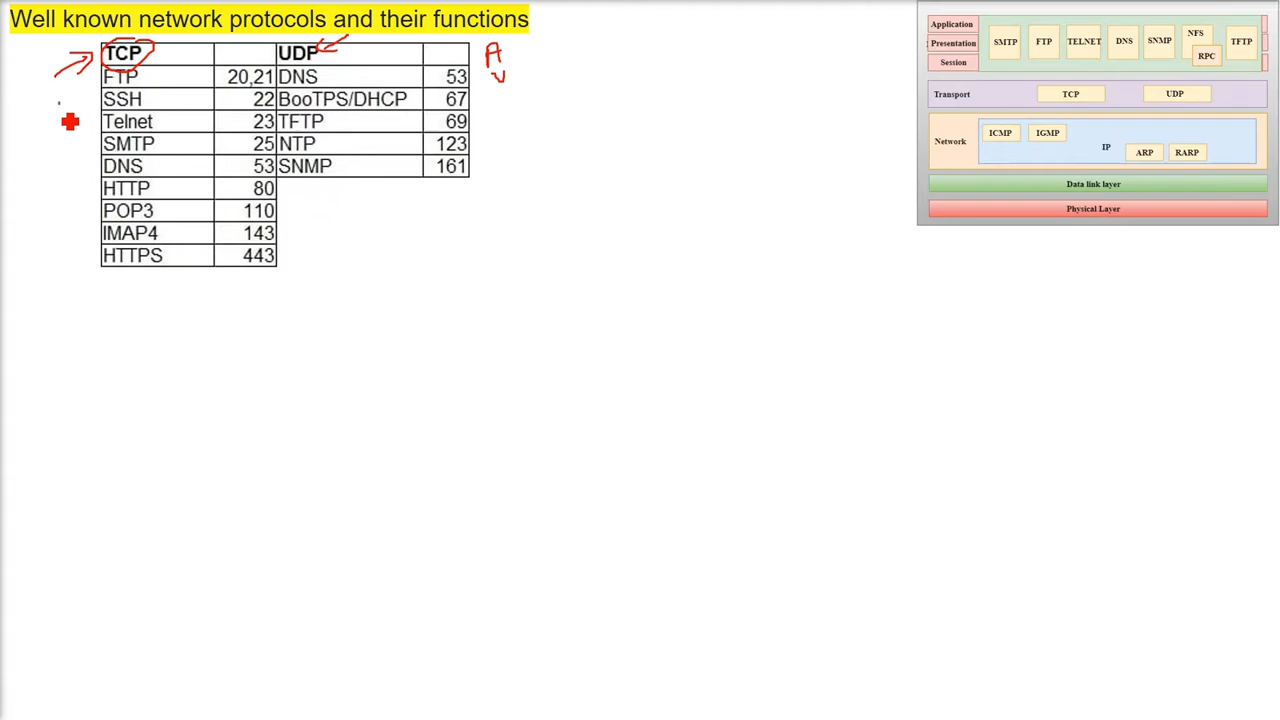 Well known network protocols and their functions
TCP UDP
FTP 20,21 DNS 53
SSH 22 BooTPS/DHCP 67
Telnet 23 TFTP 69
SMTP 25 NTP 123
DNS 53 SNMP 161
HTTP 80
POP3 110
IMAP4 143
HTTPS 443
A
v
Application
Presentation
Session
SMTP FTP TELNET DNS SNMP NFS RPC TFTP
Transport TCP UDP
Network ICMP IGMP IP ARP RARP
Data link layer
Physical Layer